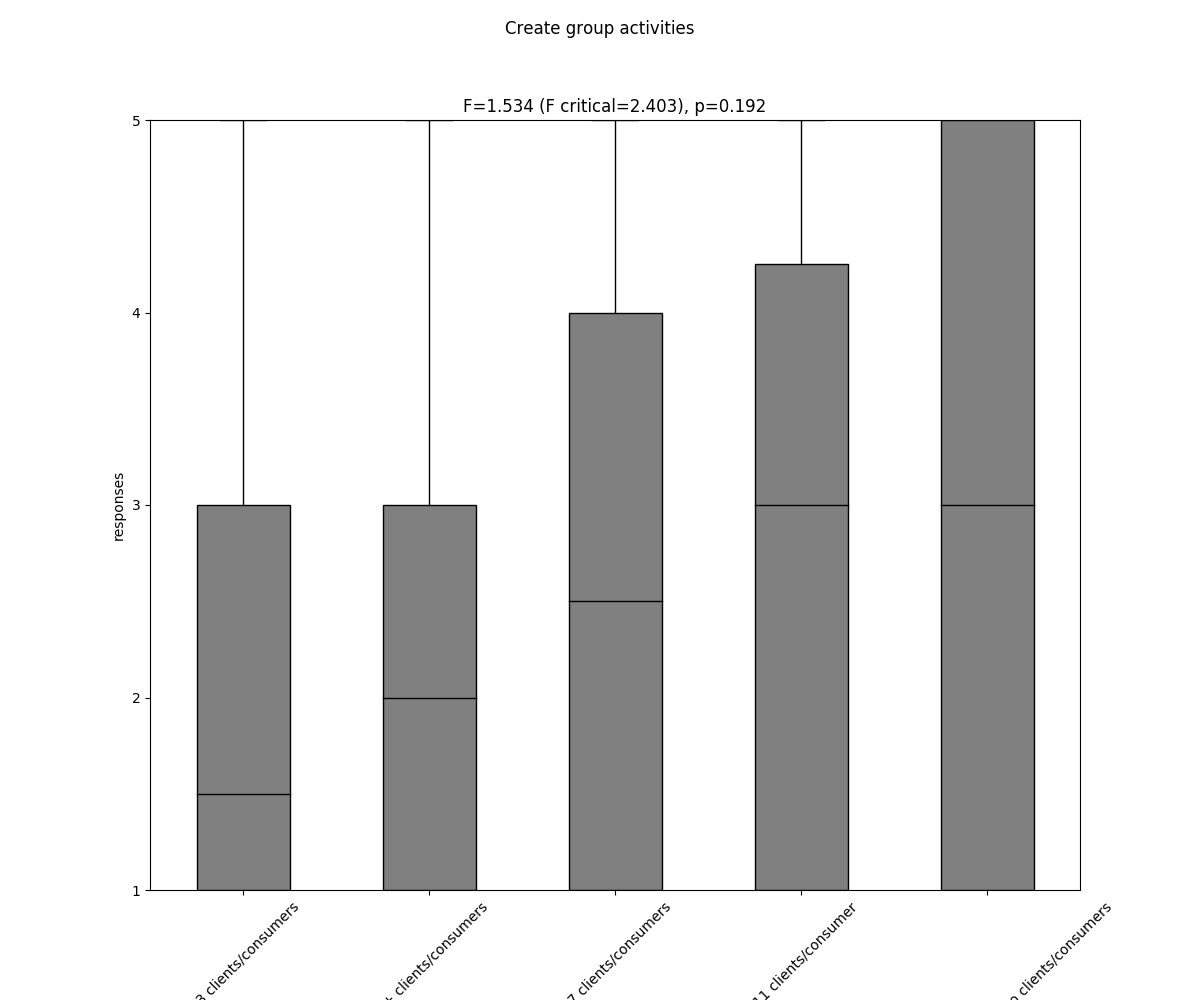 Create group activities
F=1.534 (F critical=2.403), p=0.192
5
4
3
2
1
responses
3 clients/consumers
clients/consumers
7 clients/consumers
11 clients/consumer
clients/consumers